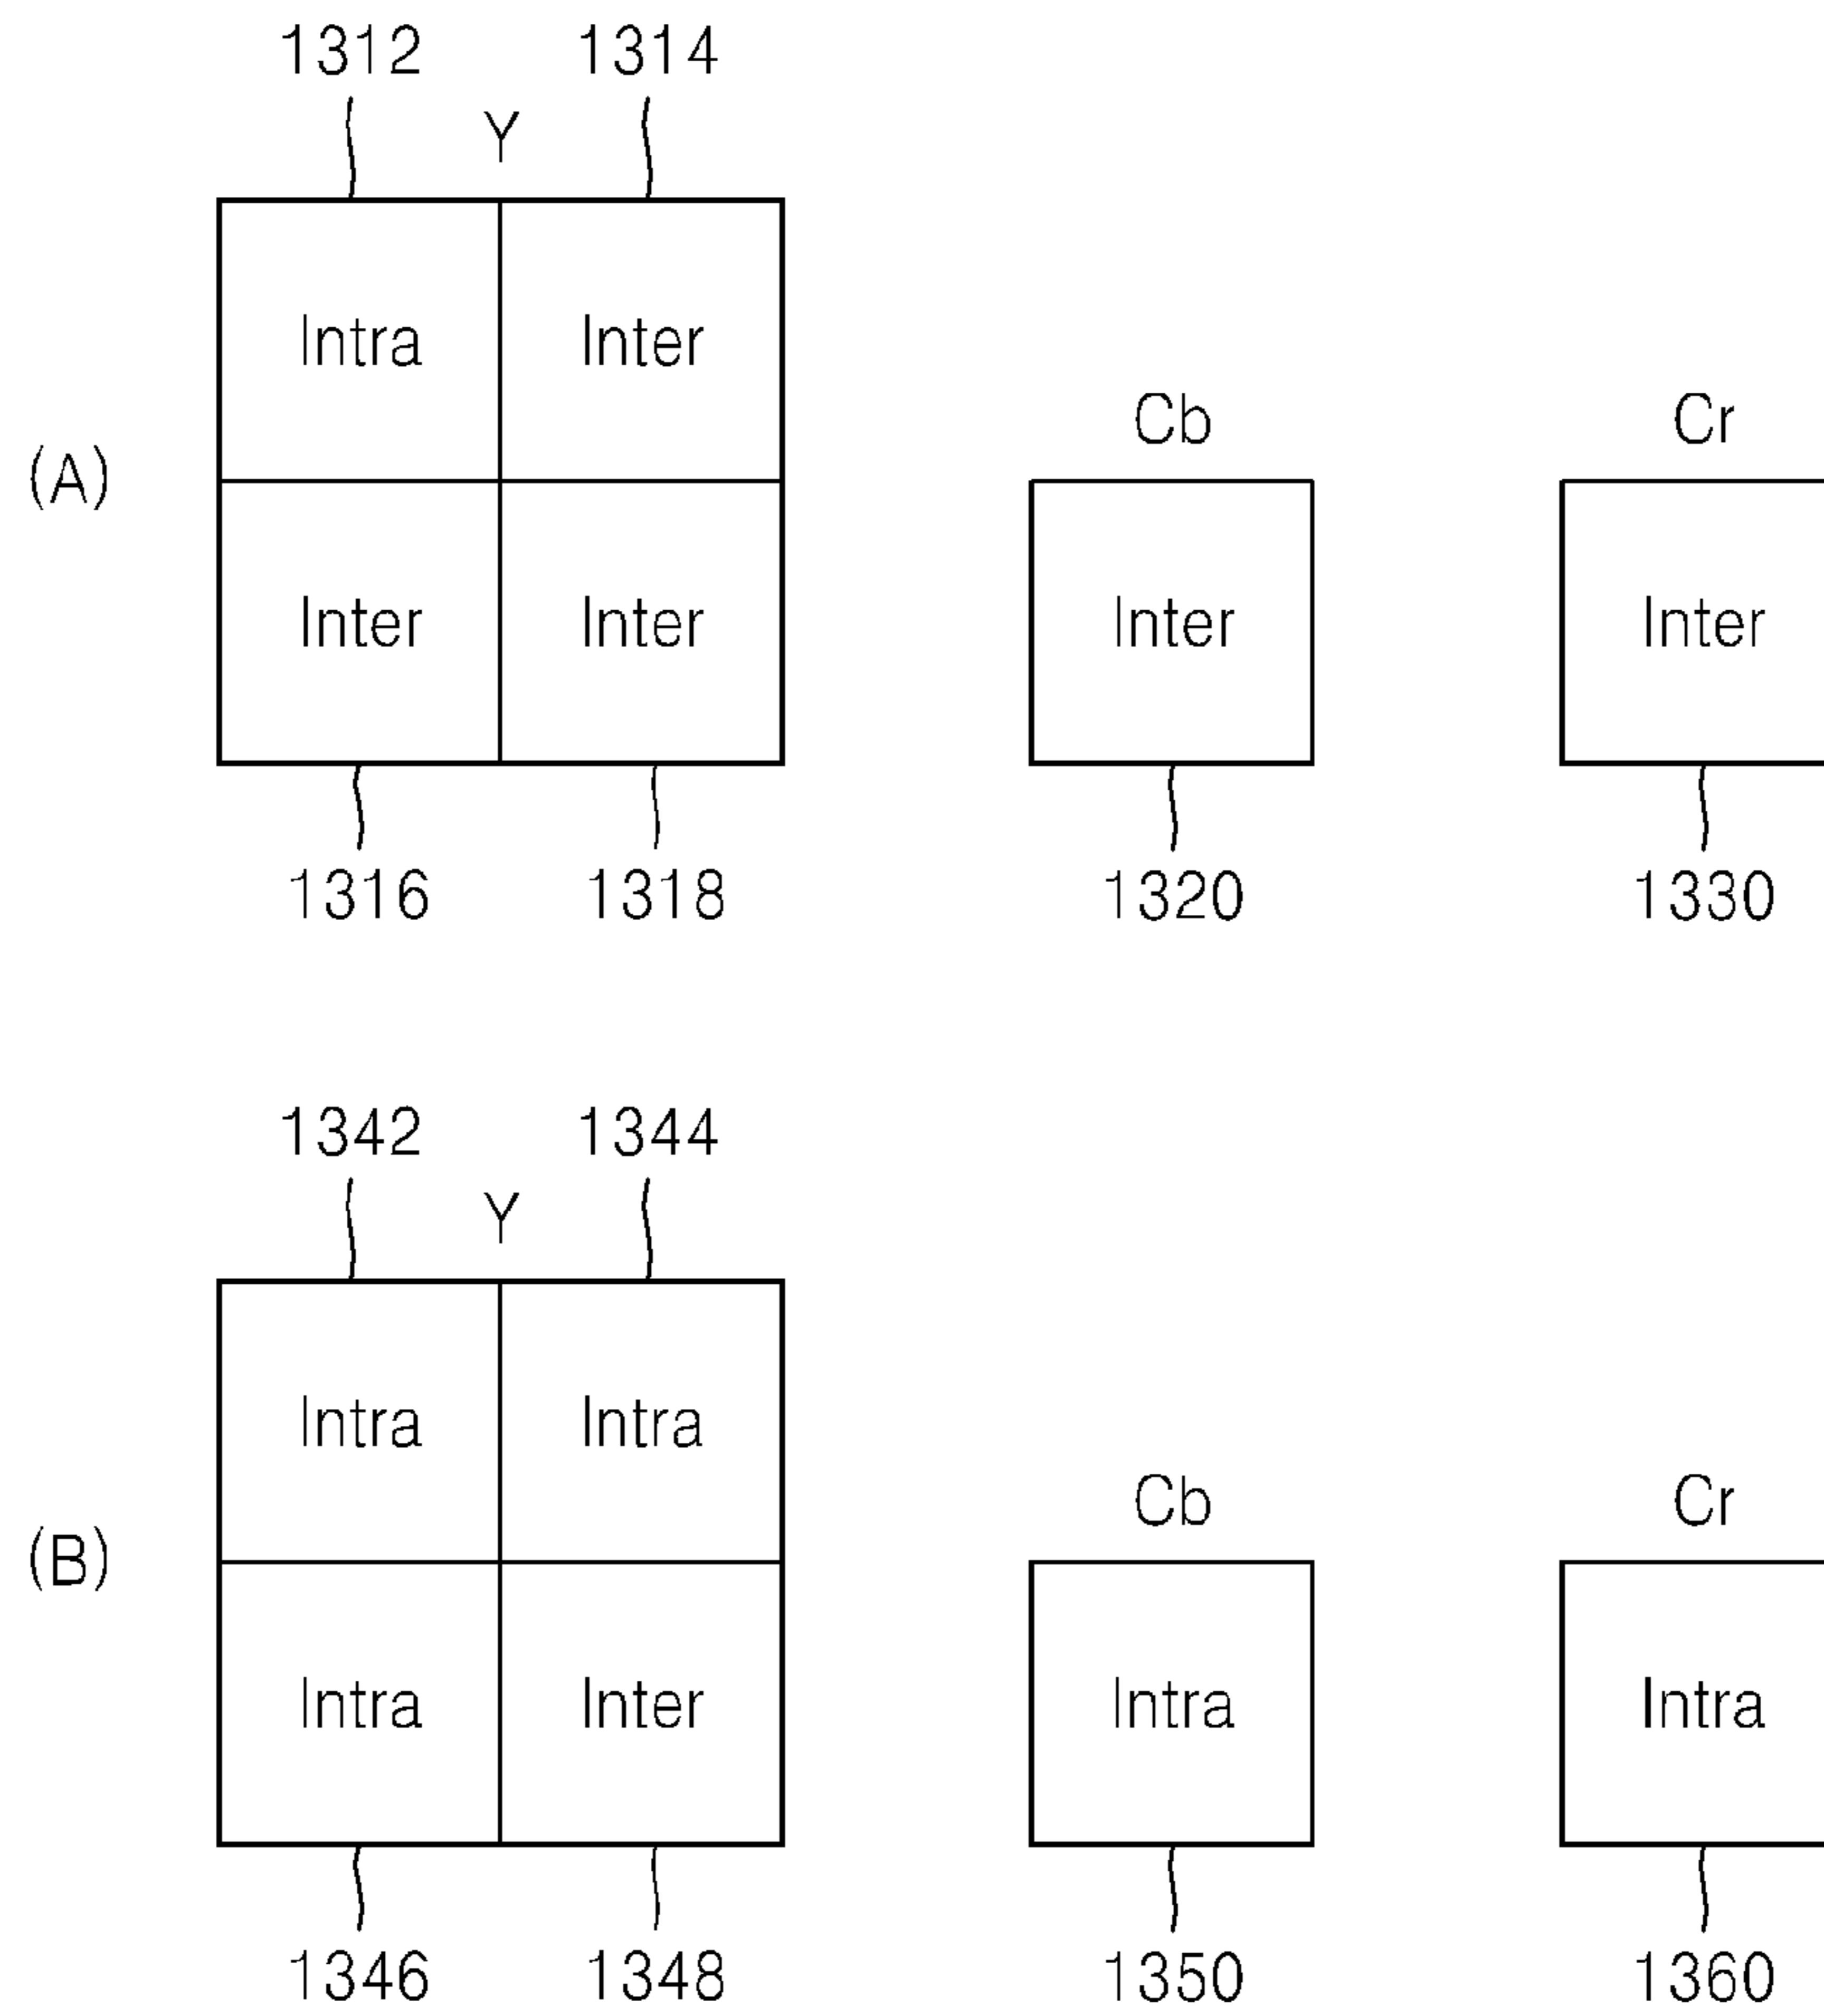 1312 1314
Y
Intra Inter
Cb Cr
(A)
Inter Inter Inter Inter
1316 1318 1320 1330
1342 1344
Y
Intra Intra
Cb Cr
(B)
Intra Inter Intra Intra
1346 1348 1350 1360